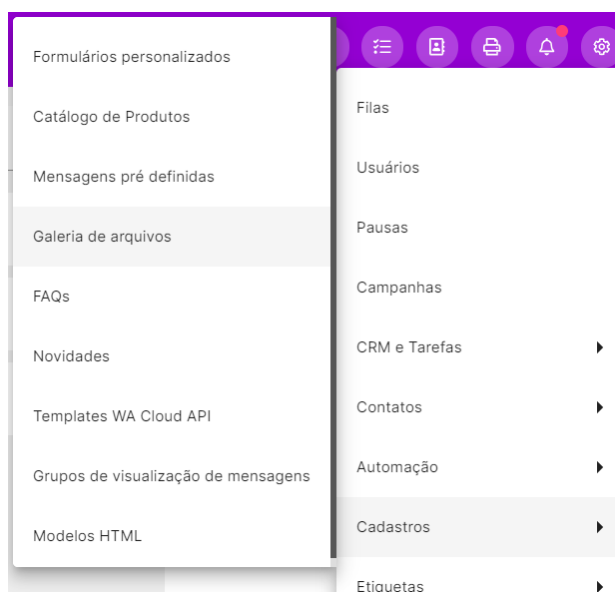 Formulários personalizados
Catálogo de Produtos
Mensagens pré definidas
Galeria de arquivos
FAQs
Novidades
Templates WA Cloud API
Grupos de visualização de mensagens
Modelos HTML
Filas
Usuários
Pausas
Campanhas
CRM e Tarefas
Contatos
Automação
Cadastros
Etiquetas